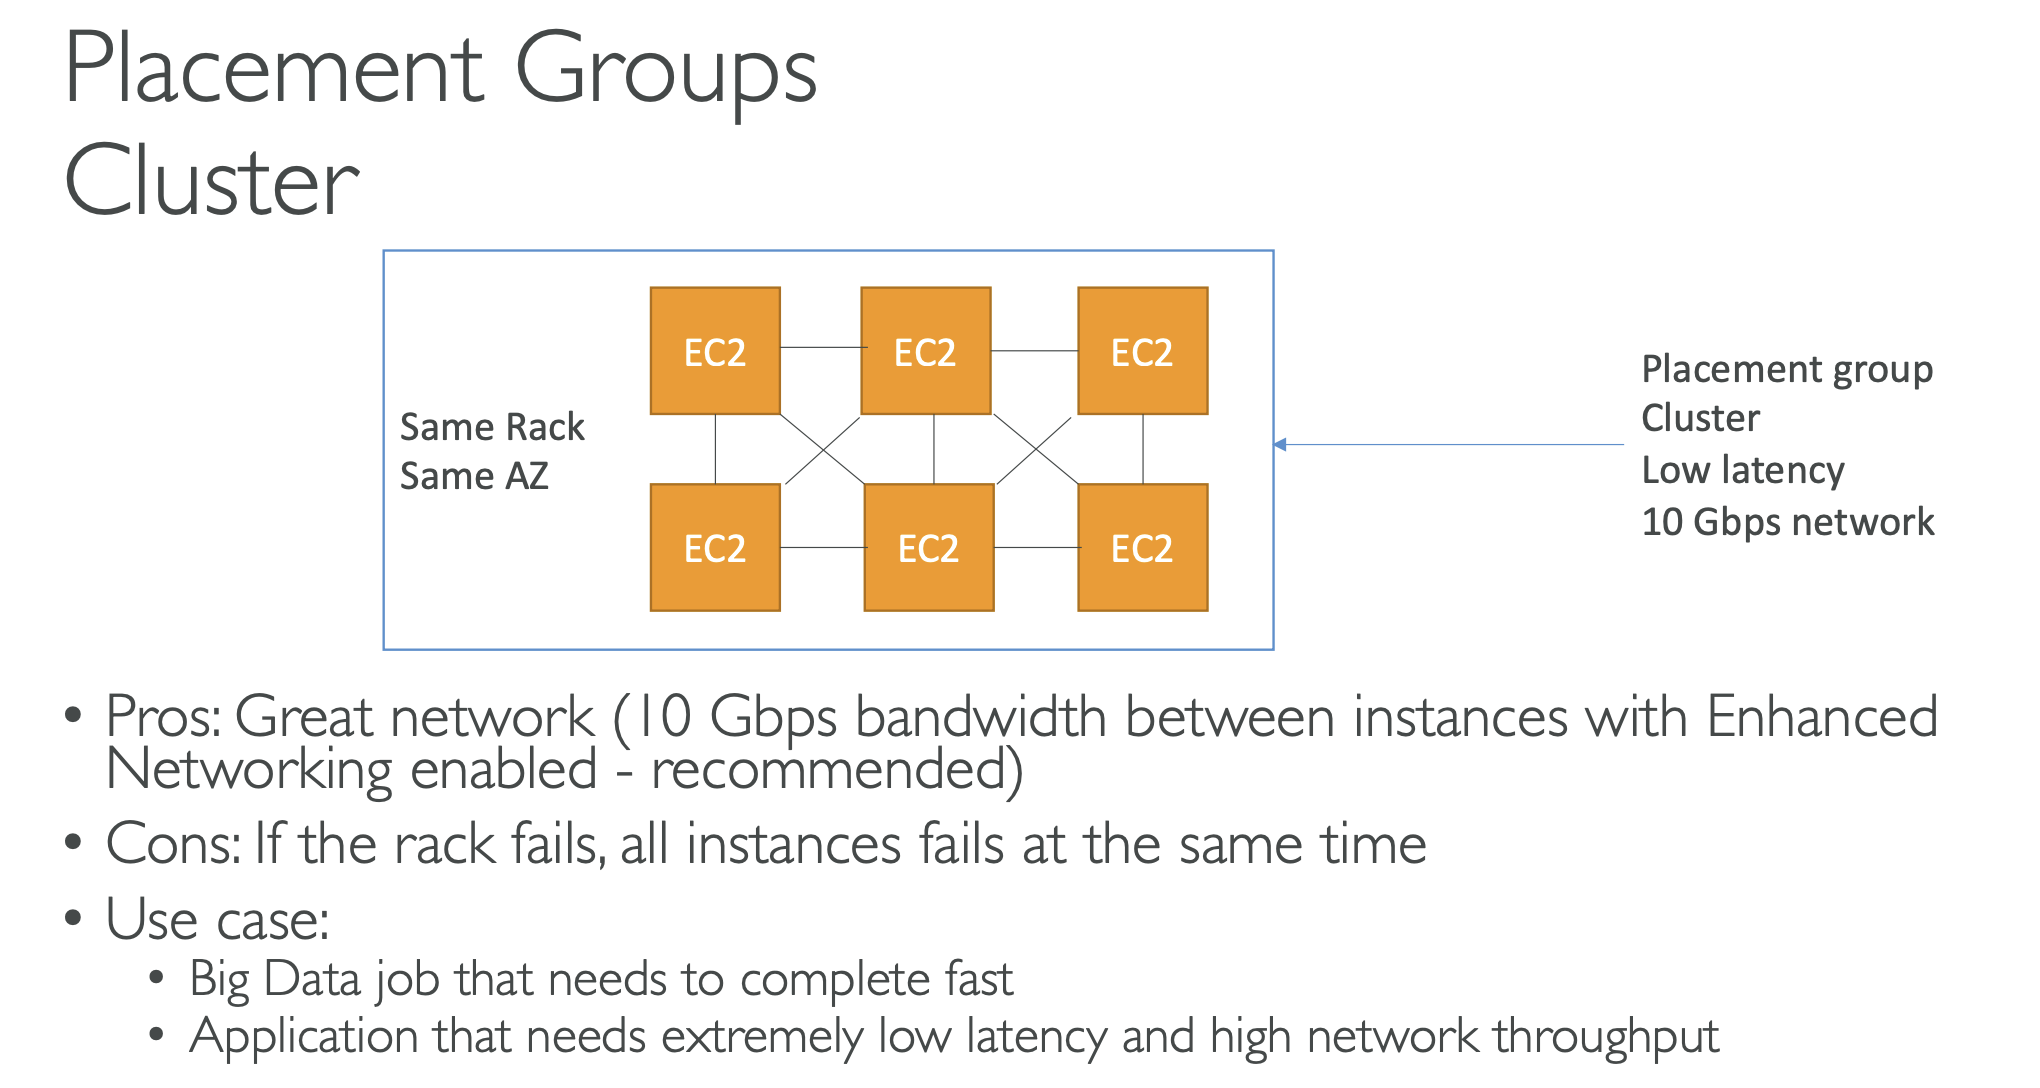 Placement Groups
Cluster
EC2
EC2
EC2
Same Rack
Same AZ
EC2
EC2
EC2
Placement group
Cluster
Low latency
10 Gbps network
• Pros: Great network (10 Gbps bandwidth between instances with Enhanced
Networking enabled - recommended)
• Cons: If the rack fails, all instances fails at the same time
• Use case:
• Big Data job that needs to complete fast
• Application that needs extremely low latency and high network throughput